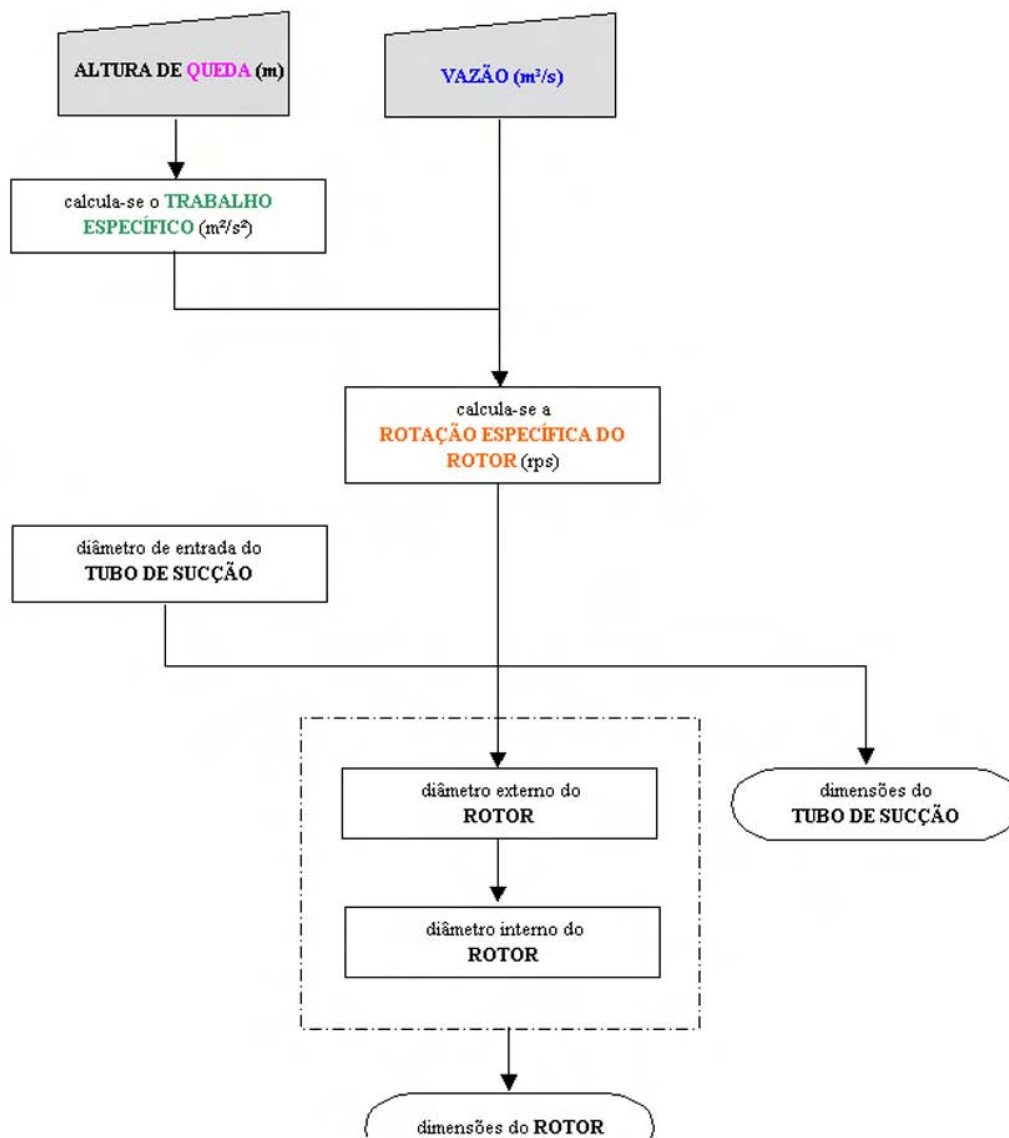 ALTURA DE QUEDA (m)
VAZÃO (m³/s)
calcula-se o TRABALHO
ESPECÍFICO (m²/s²)
calcula-se a
ROTAÇÃO ESPECÍFICA DO
ROTOR (rps)
diâmetro de entrada do
TUBO DE SUCÇÃO
diâmetro externo do
ROTOR
dimensões do
TUBO DE SUCÇÃO
diâmetro interno do
ROTOR
dimensões do ROTOR